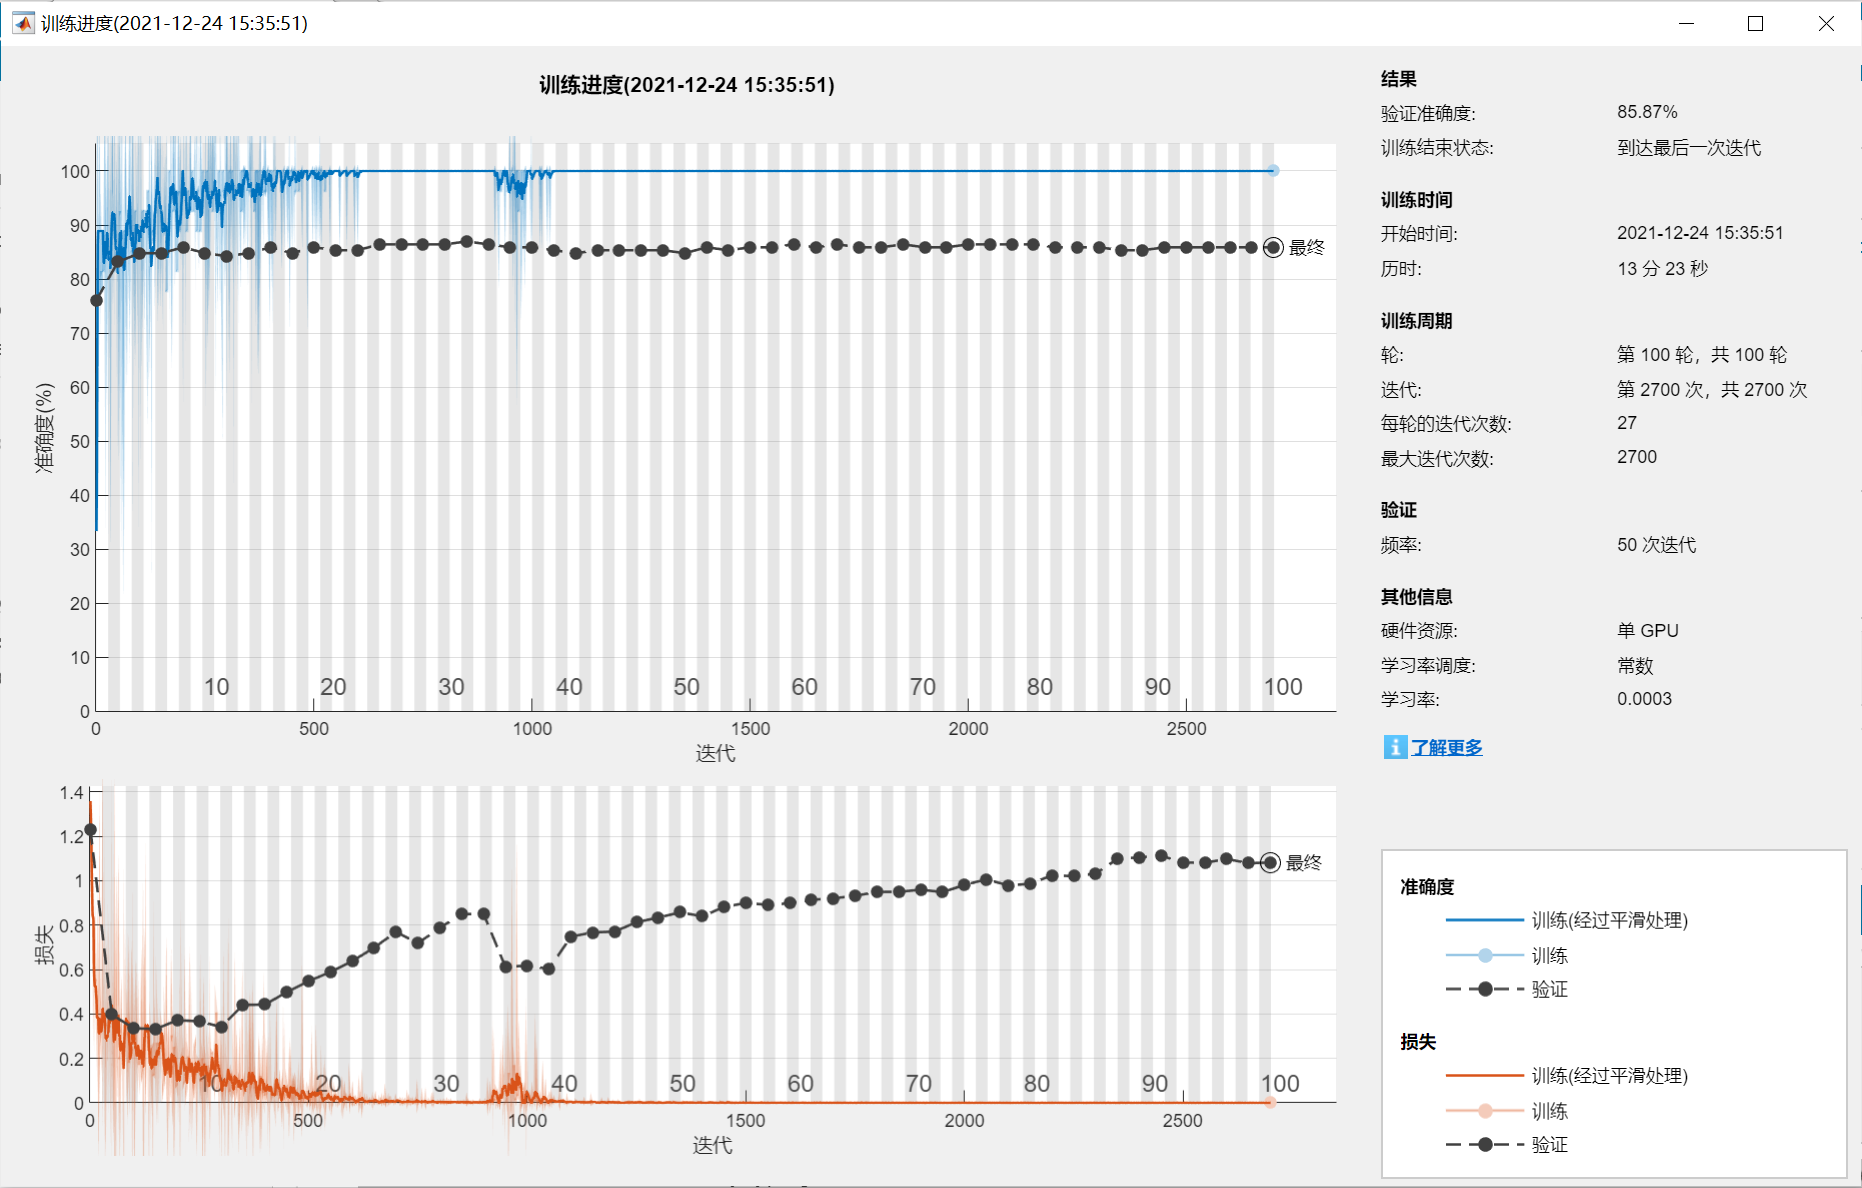 训练进度(2021-12-24 15:35:51)
训练进度(2021-12-24 15:35:51)
100
90
80
70
60
50
40
30
20
10
0
准确度(%)
最终
10 20 30 40 50 60 70 80 90 100
0 500 1000 1500 2000 2500
迭代
1.4
1.2
1
0.8
0.6
0.4
0.2
0
损失
最终
10 20 30 40 50 60 70 80 90 100
0 500 1000 1500 2000 2500
迭代
结果
验证准确度: 85.87%
训练结束状态: 到达最后一次迭代
训练时间
开始时间: 2021-12-24 15:35:51
历时: 13 分 23 秒
训练周期
轮: 第 100 轮，共 100 轮
迭代: 第 2700 次，共 2700 次
每轮的迭代次数: 27
最大迭代次数: 2700
验证
频率: 50 次迭代
其他信息
硬件资源: 单 GPU
学习率调度: 常数
学习率: 0.0003
了解更多
准确度
训练(经过平滑处理)
训练
验证
损失
训练(经过平滑处理)
训练
验证